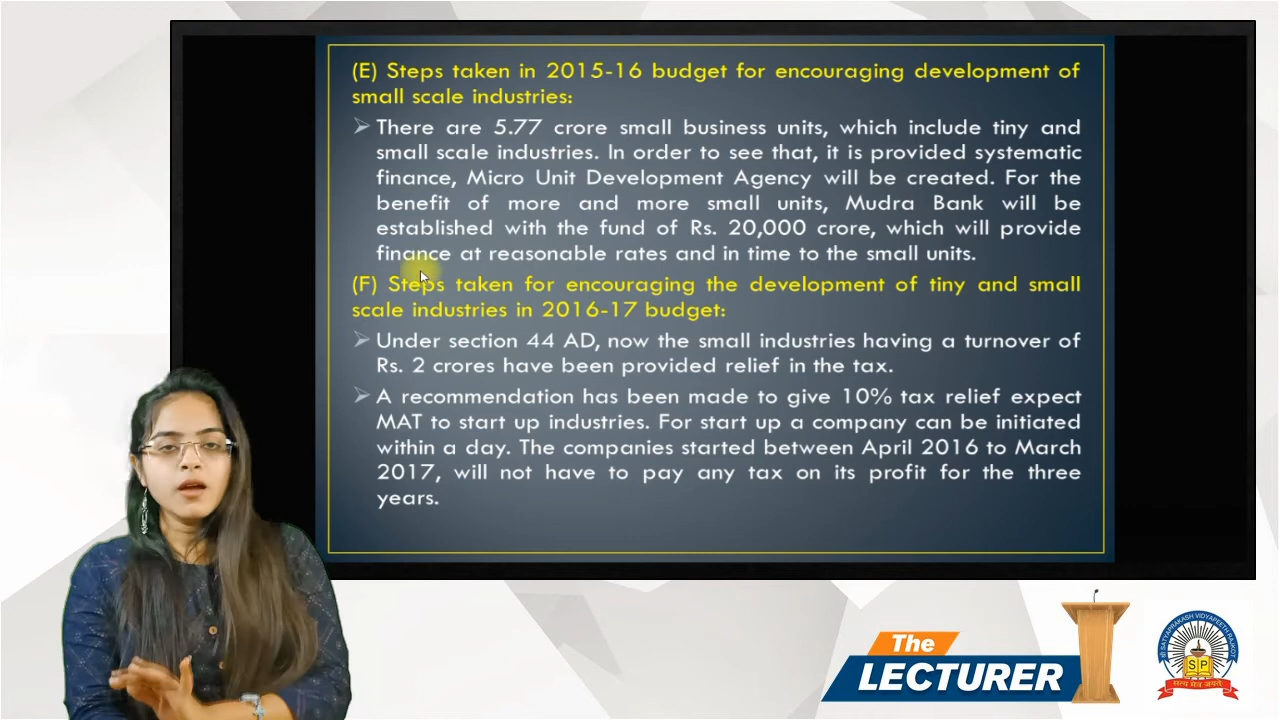 (E) Steps taken in 2015-16 budget for encouraging development of
small scale industries:
There are 5.77 crore small business units, which include tiny and
small scale industries. In order to see that, it is provided systematic
finance, Micro Unit Development Agency will be created. For the
benefit of more and more small units, Mudra Bank will be
established with the fund of Rs. 20,000 crore, which will provide
finance at reasonable rates and in time to the small units.
(F) Steps taken for encouraging the development of tiny and small
scale industries in 2016-17 budget:
Under section 44 AD, now the small industries having a turnover of
Rs. 2 crores have been provided relief in the tax.
A recommendation has been made to give 10% tax relief expect
MAT to start up industries. For start up a company can be initiated
within a day. The companies started between April 2016 to March
2017, will not have to pay any tax on its profit for the three
years.
The
LECTURER
SATYAPRAKASH VIDYAPEETH RAJKOT
SP
सत्य मेव जयते